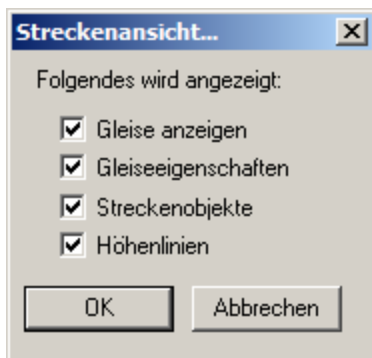 Streckenansicht...
Folgendes wird angezeigt:
Gleise anzeigen
Gleiseeigenschaften
Streckenobjekte
Höhenlinien
OK Abbrechen